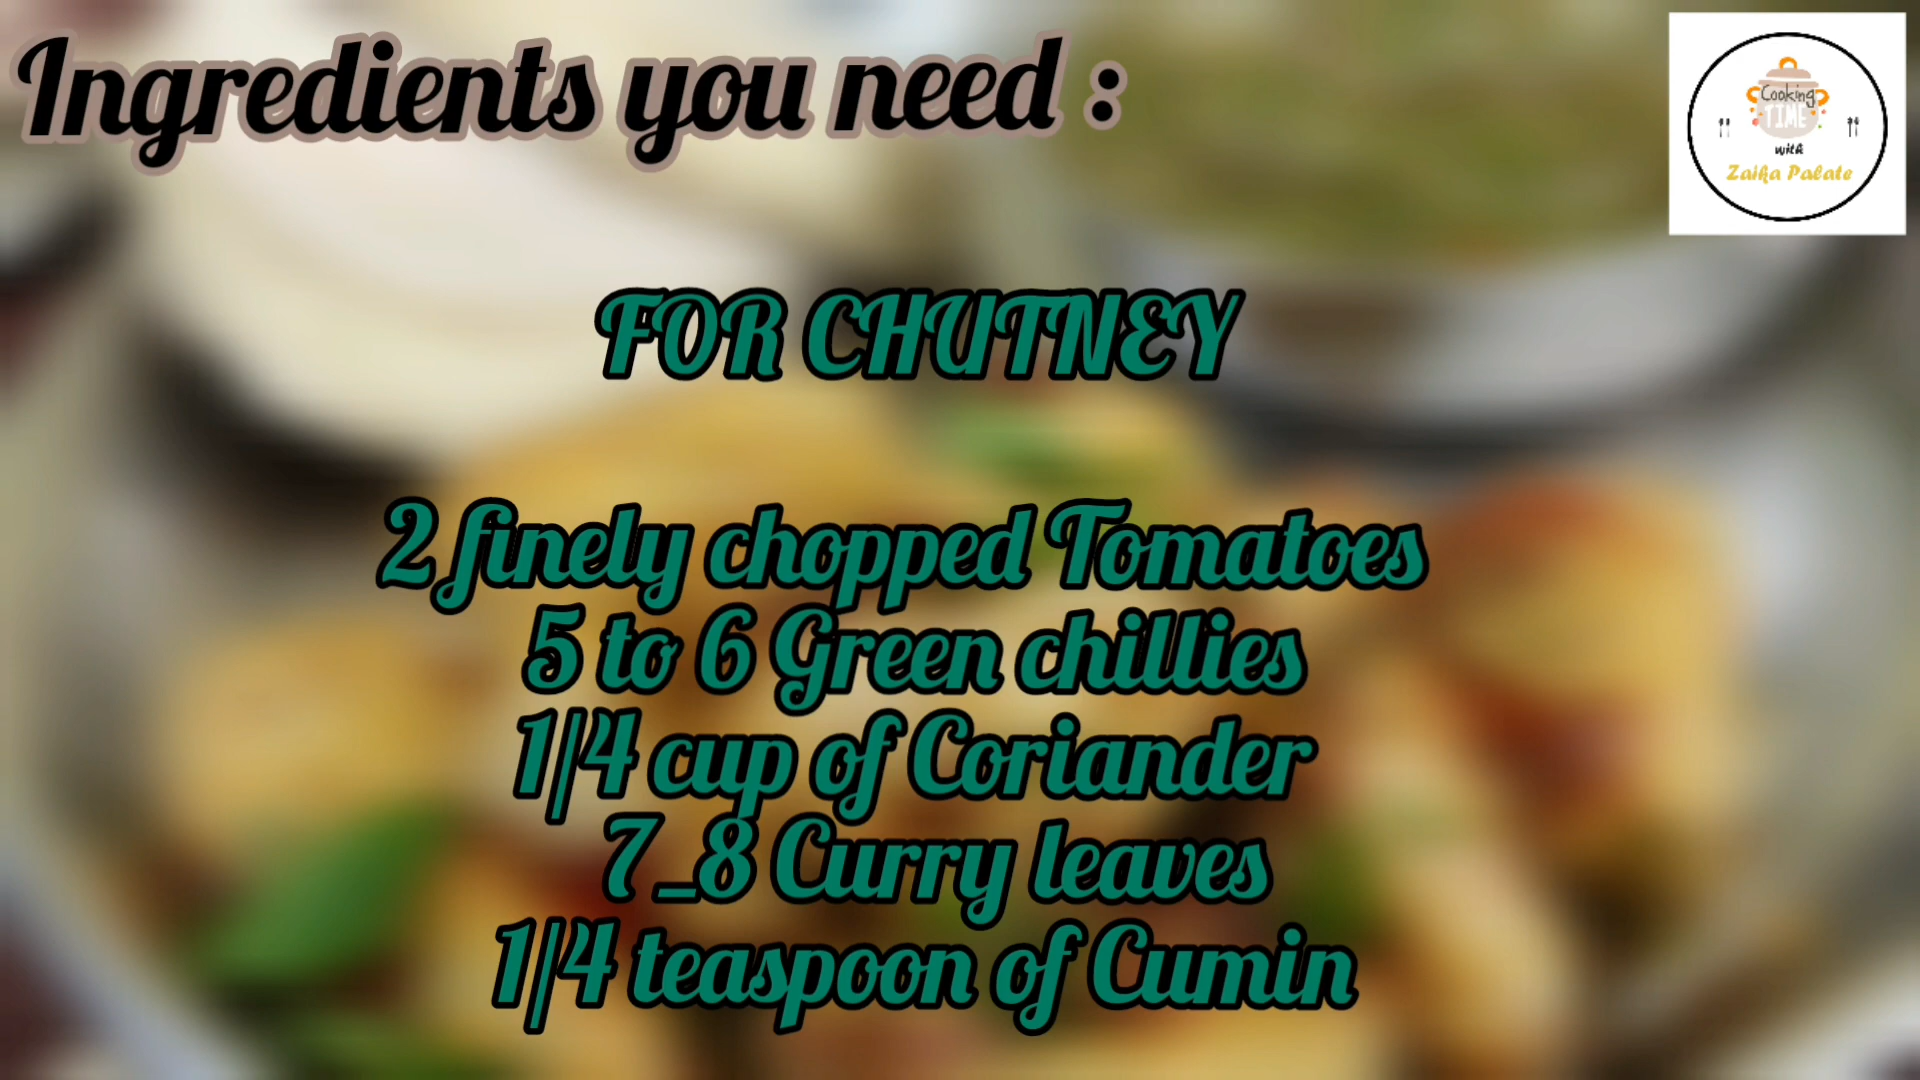 Ingredients you need :
Cooking
TIME
with
Zaika Palate
FOR CHUTNEY
2 finely chopped Tomatoes
5 to 6 Green chillies
1/4 cup of Coriander
7_8 Curry leaves
1/4 teaspoon of Cumin